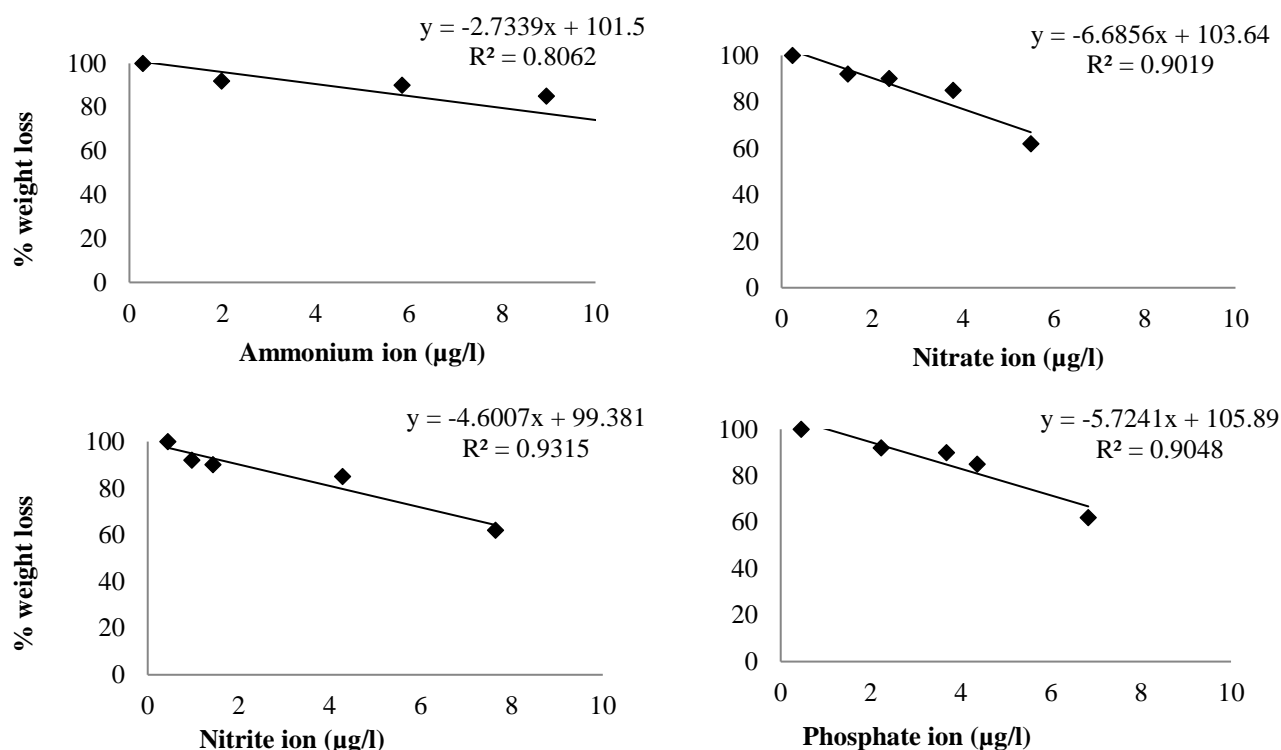 y = -2.7339x + 101.5
R² = 0.8062
100
80
60
40
20
0
0 2 4 6 8 10
% weight loss
Ammonium ion (µg/l)
y = -6.6856x + 103.64
R² = 0.9019
100
80
60
40
20
0
0 2 4 6 8 10
Nitrate ion (µg/l)
y = -4.6007x + 99.381
R² = 0.9315
100
80
60
40
20
0
0 2 4 6 8 10
% weight loss
Nitrite ion (µg/l)
y = -5.7241x + 105.89
R² = 0.9048
100
80
60
40
20
0
0 2 4 6 8 10
Phosphate ion (µg/l)